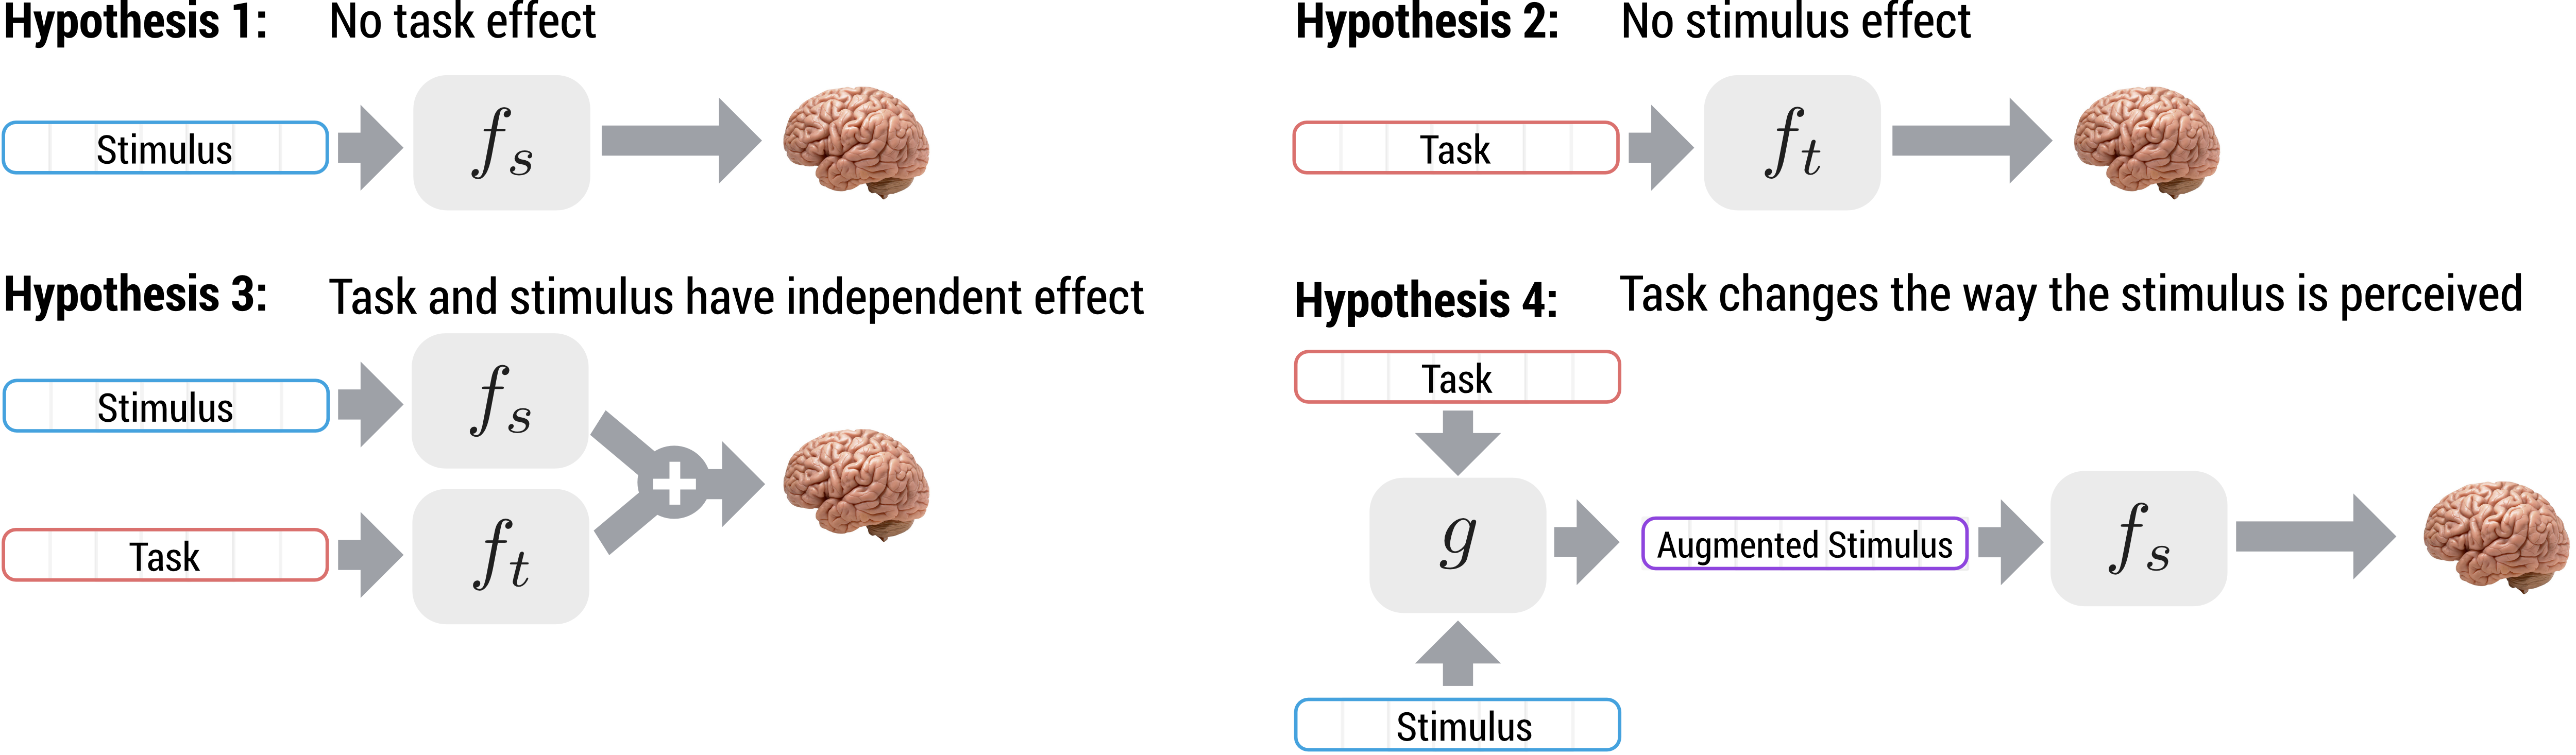 Hypothesis 1: No task effect
Stimulus
f_s
Hypothesis 2: No stimulus effect
Task
f_t
Hypothesis 3: Task and stimulus have independent effect
Stimulus
f_s
+
Task
f_t
Hypothesis 4: Task changes the way the stimulus is perceived
Task
g
Augmented Stimulus
f_s
Stimulus